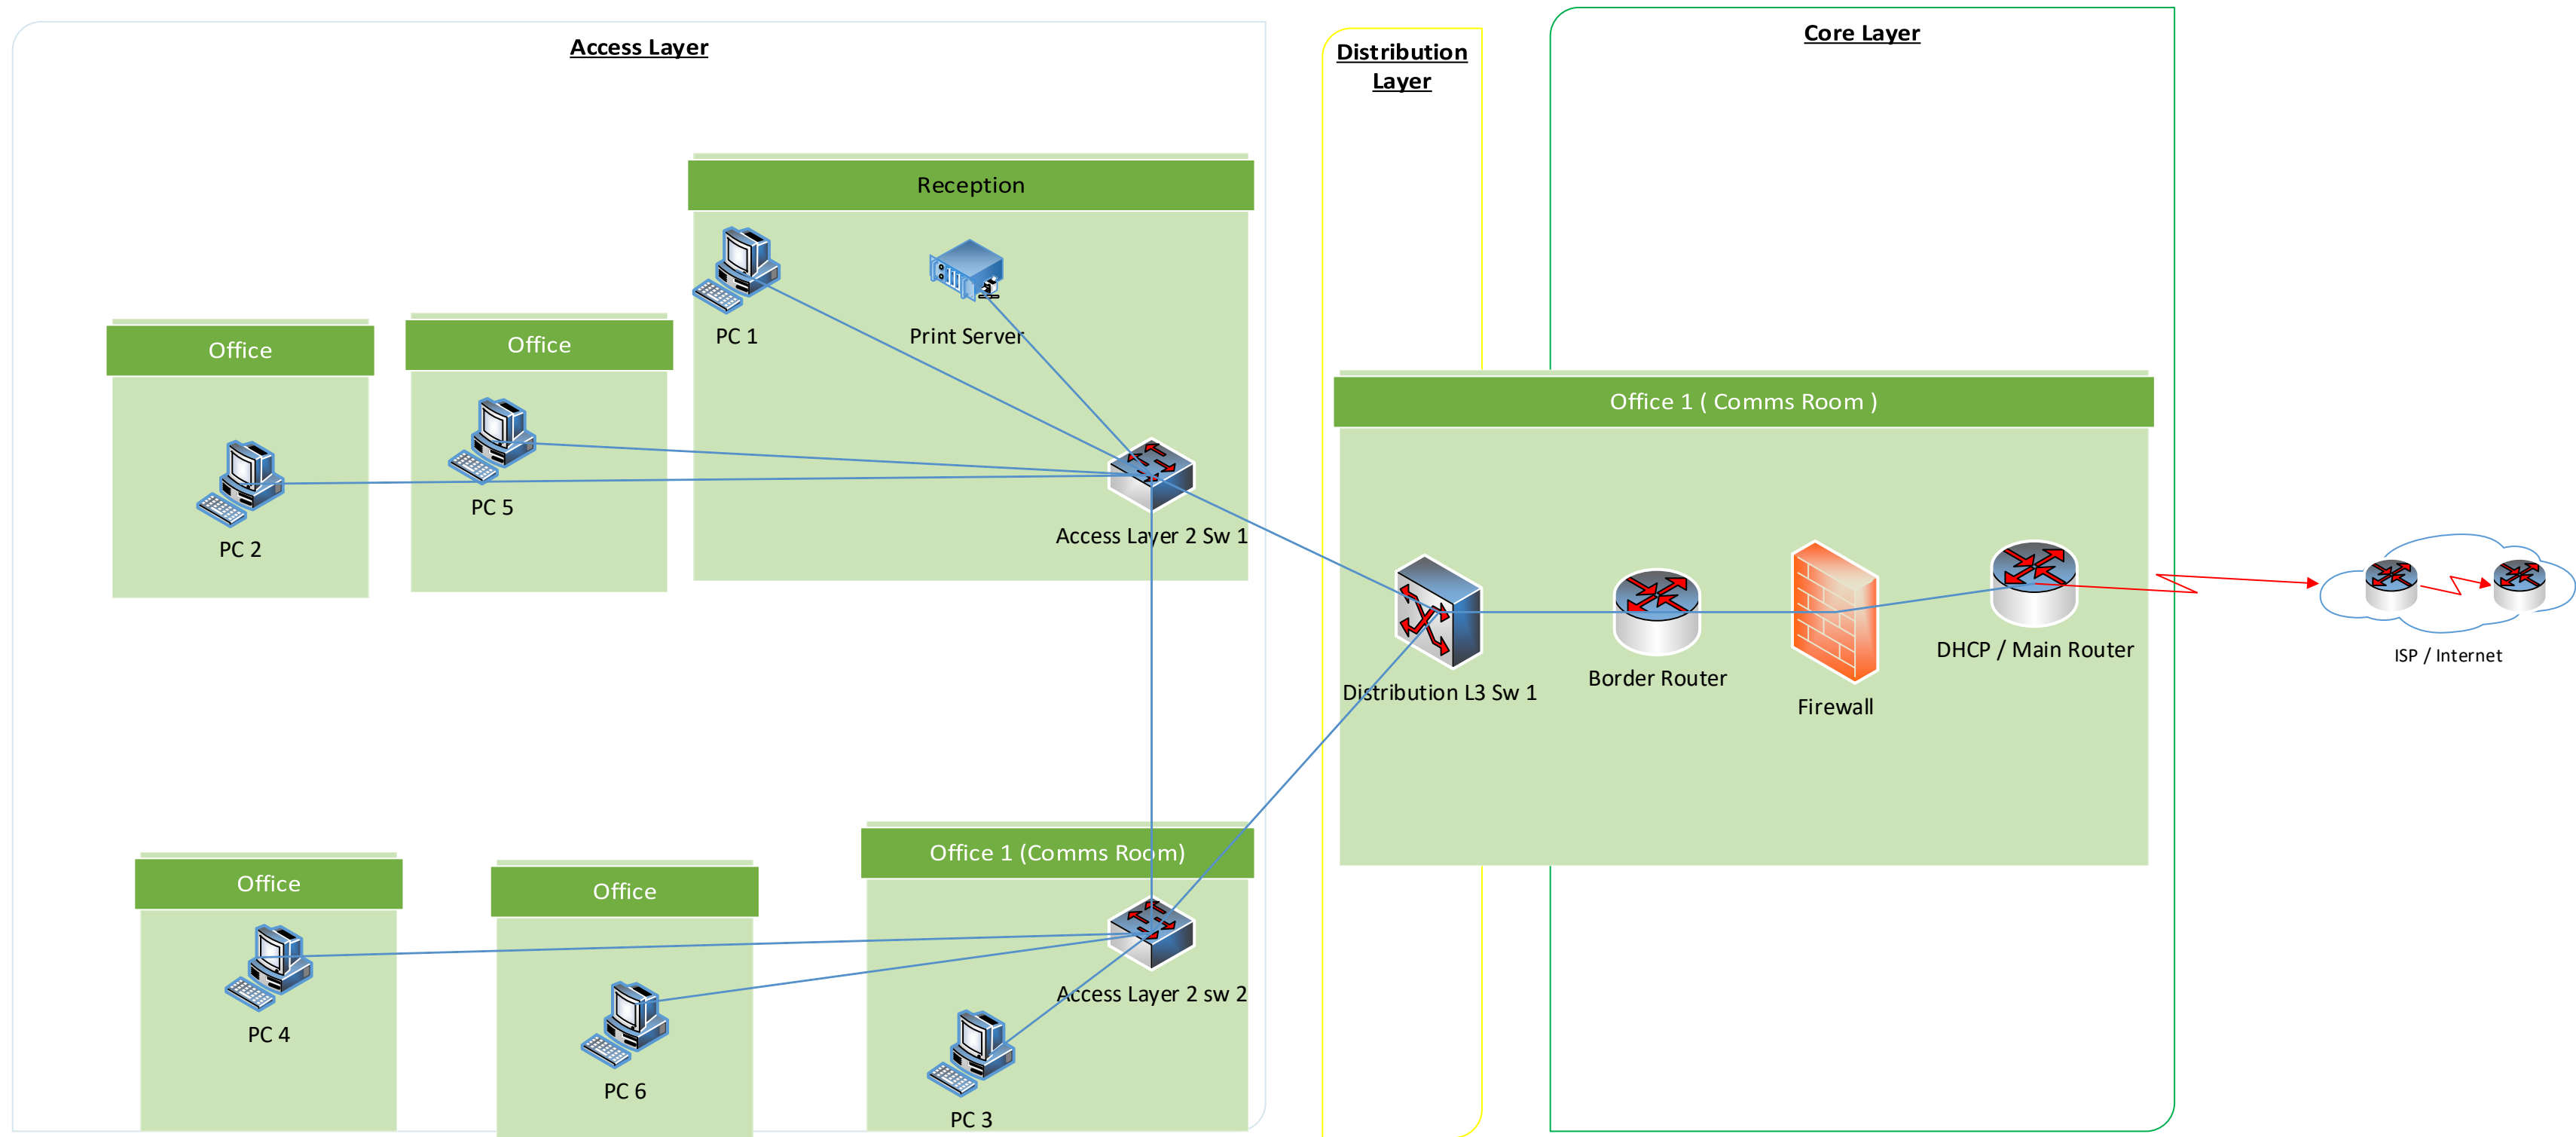 Access Layer
Distribution
Layer
Core Layer
Reception
PC 1
Print Server
Office
Office
PC 5
PC 2
Access Layer 2 Sw 1
Office 1 ( Comms Room )
Distribution L3 Sw 1
Border Router
Firewall
DHCP / Main Router
ISP / Internet
Office
Office
Office 1 (Comms Room)
Access Layer 2 sw 2
PC 4
PC 6
PC 3